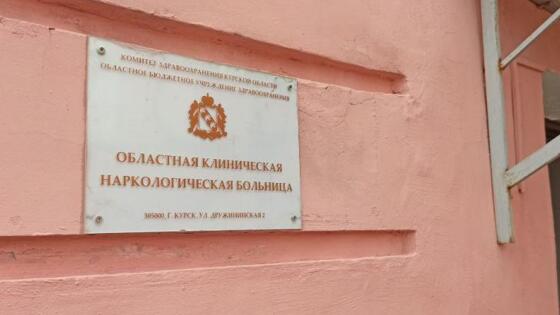 КОМИТЕТ ЗДРАВООХРАНЕНИЯ КУРСКОЙ ОБЛАСТИ
ОБЛАСТНОЕ БЮДЖЕТНОЕ УЧРЕЖДЕНИЕ ЗДРАВООХРАНЕНИЯ
ОБЛАСТНАЯ КЛИНИЧЕСКАЯ
НАРКОЛОГИЧЕСКАЯ БОЛЬНИЦА
305000, Г. КУРСК, УЛ. ДРУЖИНИНСКАЯ 2